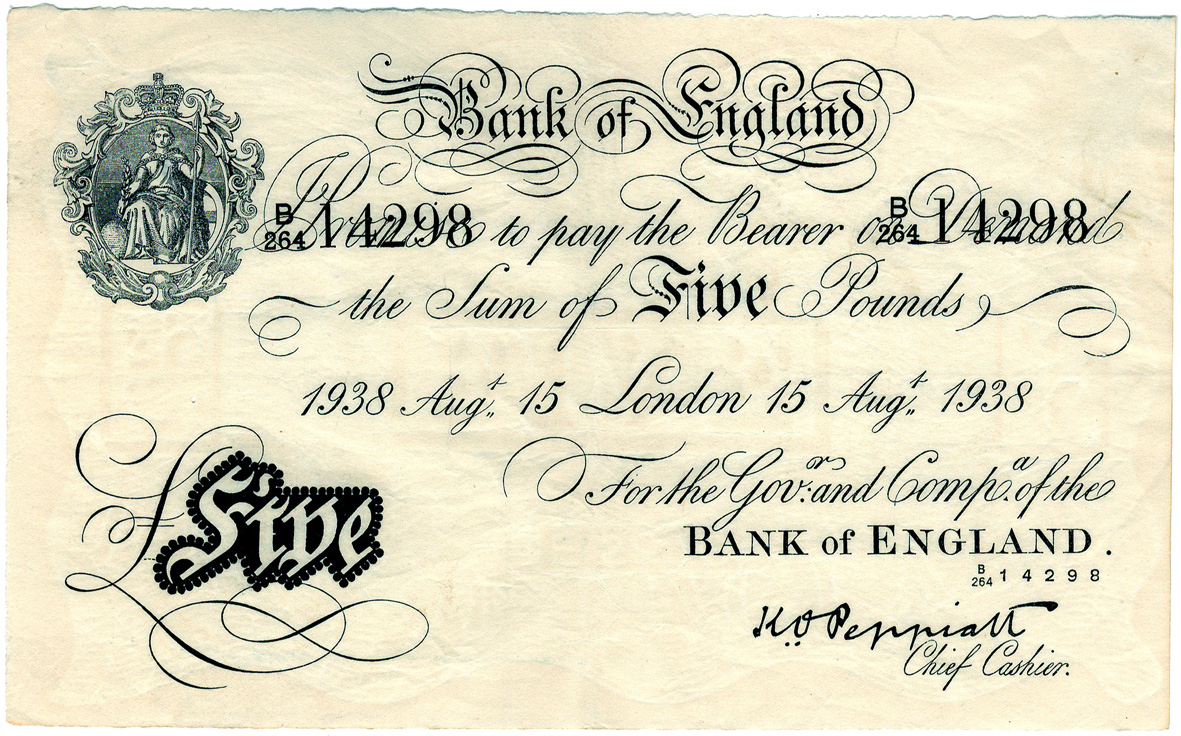 Bank of England
B/264 14298 I Promise to pay the Bearer on Demand B/264 14298
the Sum of Five Pounds
1938 Augt. 15 London 15 Augt. 1938
For the Govr. and Compa. of the
BANK of ENGLAND.
B/264 14298
£Five
K.O. Peppiatt
Chief Cashier.